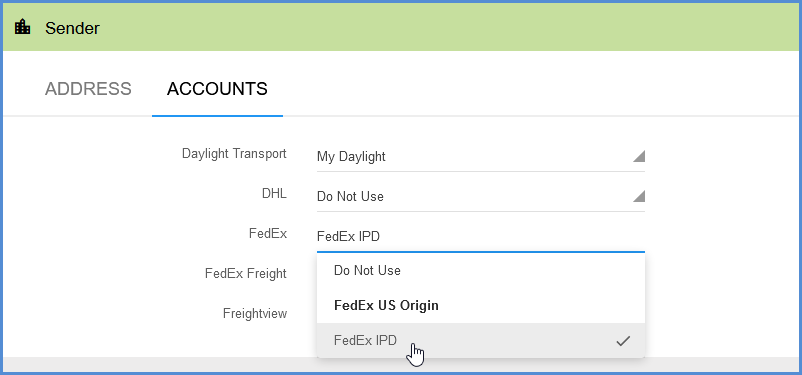 Sender
ADDRESS ACCOUNTS
Daylight Transport My Daylight
DHL Do Not Use
FedEx FedEx IPD
FedEx Freight Do Not Use
FedEx US Origin
Freightview
FedEx IPD